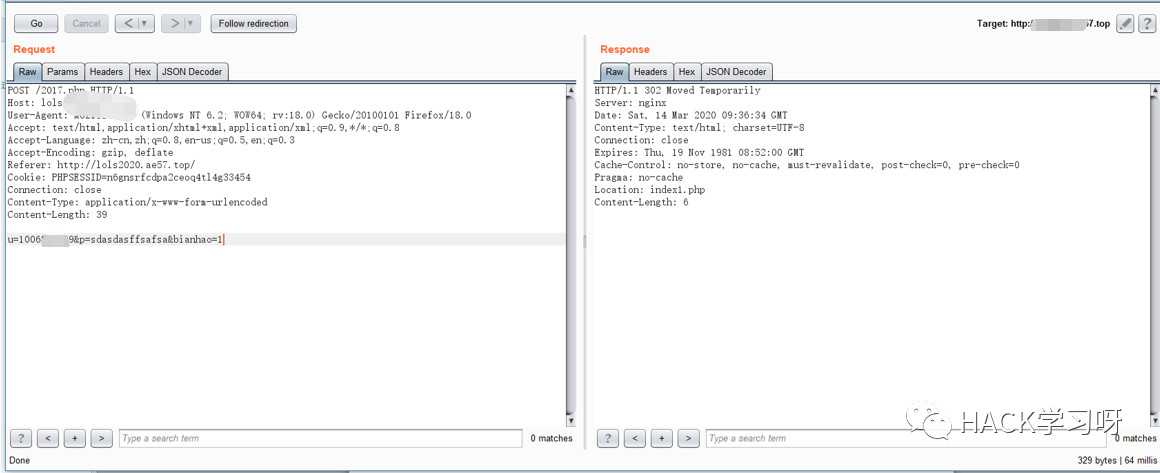 Go Cancel < > Follow redirection Target: http:/ 7.top ?
Request
Raw Params Headers Hex JSON Decoder
POST /2017.php HTTP/1.1
Host: lols
User-Agent: (Windows NT 6.2; WOW64; rv:18.0) Gecko/20100101 Firefox/18.0
Accept: text/html,application/xhtml+xml,application/xml;q=0.9,*/*;q=0.8
Accept-Language: zh-cn,zh;q=0.8,en-us;q=0.5,en;q=0.3
Accept-Encoding: gzip, deflate
Referer: http://lols2020.ae57.top/
Cookie: PHPSESSID=n6gnsrfcdpa2ceoq4tl4g33454
Connection: close
Content-Type: application/x-www-form-urlencoded
Content-Length: 39
u=1006 9&p=sdasdasffsafsa&bianhao=1
? < + > Type a search term 0 matches
Response
Raw Headers Hex JSON Decoder
HTTP/1.1 302 Moved Temporarily
Server: nginx
Date: Sat, 14 Mar 2020 09:36:34 GMT
Content-Type: text/html; charset=UTF-8
Connection: close
Expires: Thu, 19 Nov 1981 08:52:00 GMT
Cache-Control: no-store, no-cache, must-revalidate, post-check=0, pre-check=0
Pragma: no-cache
Location: index1.php
Content-Length: 6
HACK学习呀
? < + > Type a search term 0 matches
Done 329 bytes | 64 millis